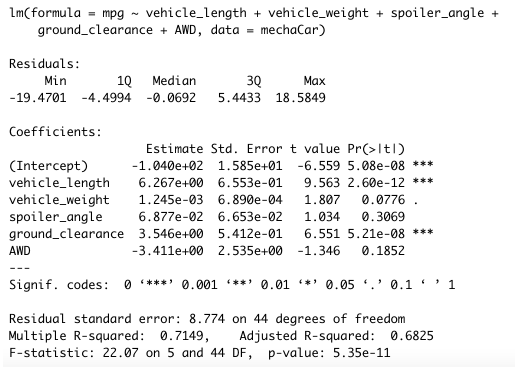 lm(formula = mpg ~ vehicle_length + vehicle_weight + spoiler_angle +
    ground_clearance + AWD, data = mechaCar)

Residuals:
     Min       1Q   Median       3Q      Max
-19.4701  -4.4994  -0.0692   5.4433  18.5849

Coefficients:
                   Estimate Std. Error t value Pr(>|t|)
(Intercept)      -1.040e+02  1.585e+01  -6.559 5.08e-08 ***
vehicle_length    6.267e+00  6.553e-01   9.563 2.60e-12 ***
vehicle_weight    1.245e-03  6.890e-04   1.807   0.0776 .
spoiler_angle     6.877e-02  6.653e-02   1.034   0.3069
ground_clearance  3.546e+00  5.412e-01   6.551 5.21e-08 ***
AWD              -3.411e+00  2.535e+00  -1.346   0.1852
---
Signif. codes:  0 ‘***’ 0.001 ‘**’ 0.01 ‘*’ 0.05 ‘.’ 0.1 ‘ ’ 1

Residual standard error: 8.774 on 44 degrees of freedom
Multiple R-squared:  0.7149,    Adjusted R-squared:  0.6825
F-statistic: 22.07 on 5 and 44 DF,  p-value: 5.35e-11